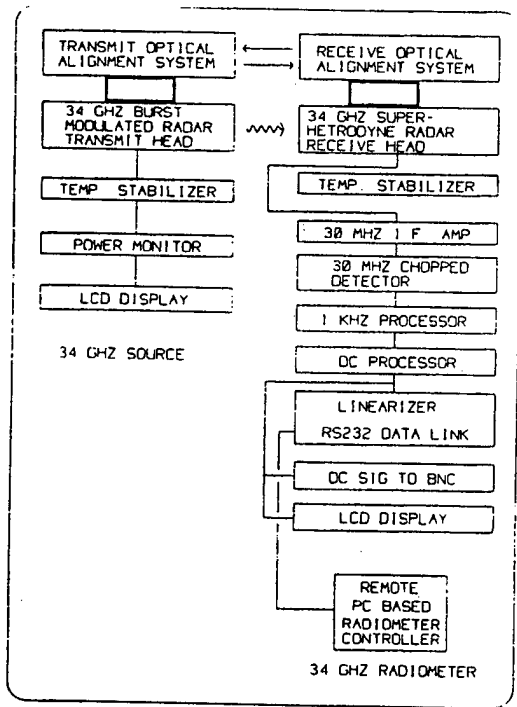 TRANSMIT OPTICAL
ALIGNMENT SYSTEM
34 GHZ BURST
MODULATED RADAR
TRANSMIT HEAD
TEMP STABILIZER
POWER MONITOR
LCD DISPLAY
34 GHZ SOURCE
RECEIVE OPTICAL
ALIGNMENT SYSTEM
34 GHZ SUPER-
HETRODYNE RADAR
RECEIVE HEAD
TEMP. STABILIZER
30 MHZ I F AMP
30 MHZ CHOPPED
DETECTOR
1 KHZ PROCESSOR
DC PROCESSOR
LINEARIZER
RS232 DATA LINK
DC SIG TO BNC
LCD DISPLAY
REMOTE
PC BASED
RADIOMETER
CONTROLLER
34 GHZ RADIOMETER